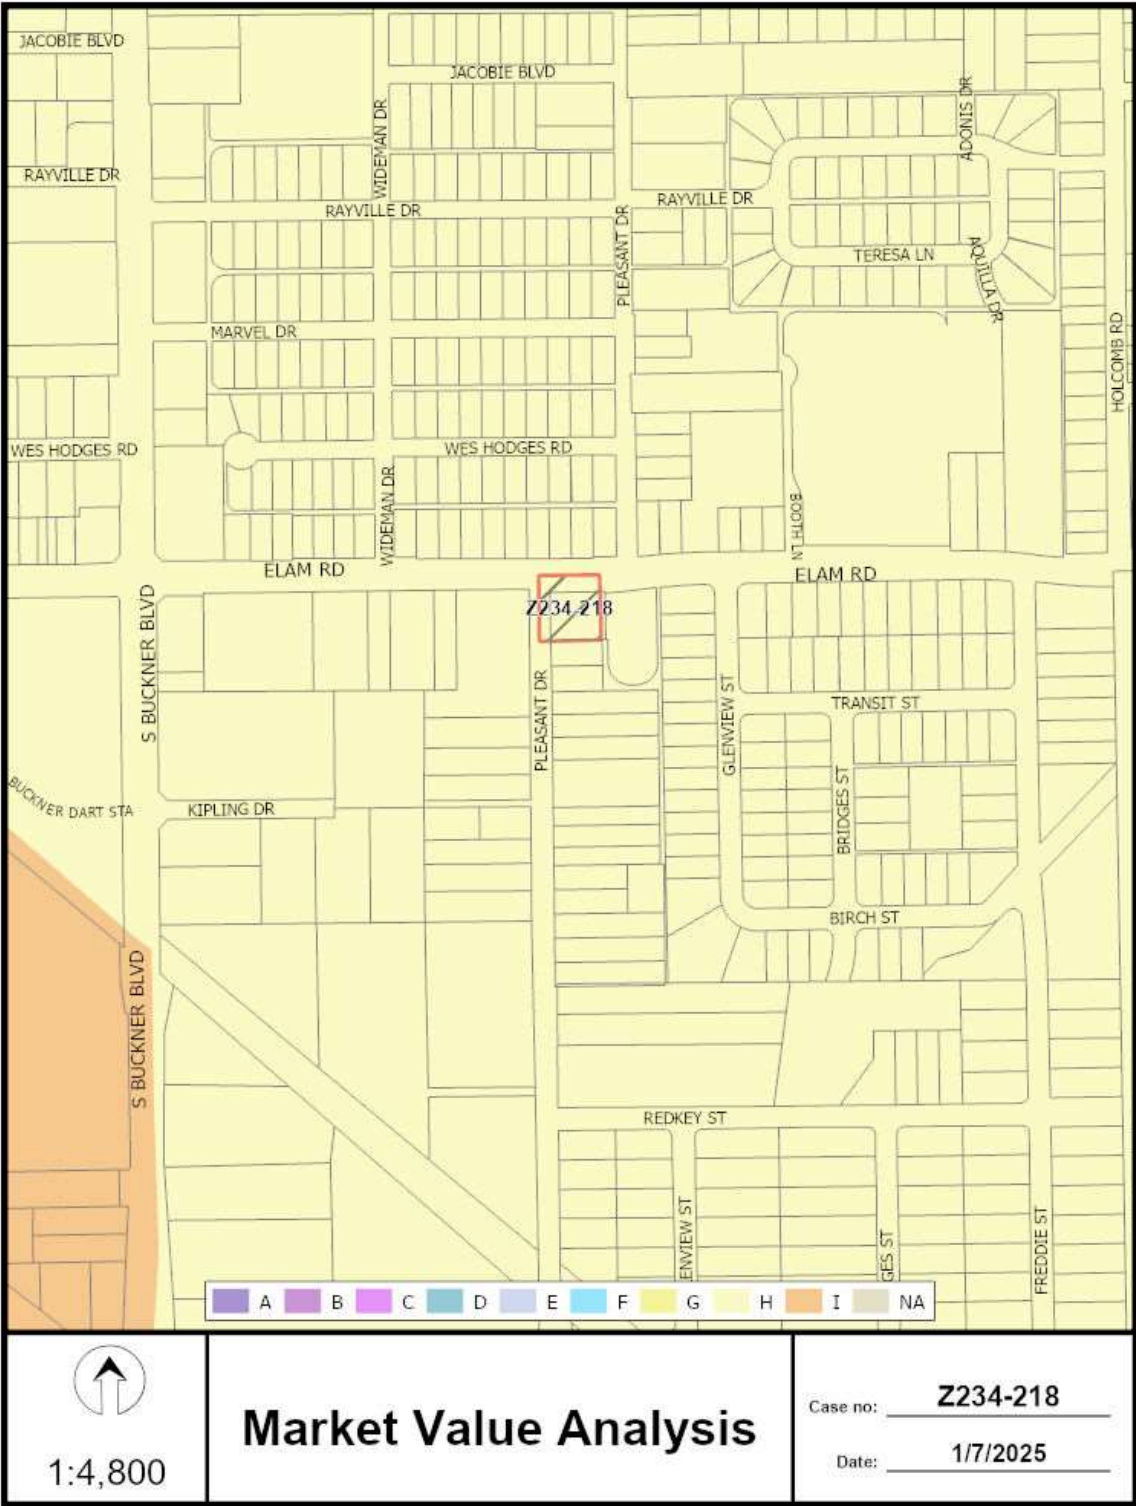 JACOBIE BLVD
JACOBIE BLVD
WIDEMAN DR
ADONIS DR
RAYVILLE DR
RAYVILLE DR
RAYVILLE DR
PLEASANT DR
TERESA LN
AQUILLA DR
MARVEL DR
HOLCOMB RD
WES HODGES RD
WES HODGES RD
WIDEMAN DR
BOOTH LN
ELAM RD
ELAM RD
Z234-218
S BUCKNER BLVD
PLEASANT DR
GLENVIEW ST
TRANSIT ST
BRIDGES ST
BUCKNER DART STA
KIPLING DR
BIRCH ST
S BUCKNER BLVD
REDKEY ST
ENVIEW ST
GES ST
FREDDIE ST
A B C D E F G H I NA
1:4,800
Market Value Analysis
Case no: Z234-218
Date: 1/7/2025